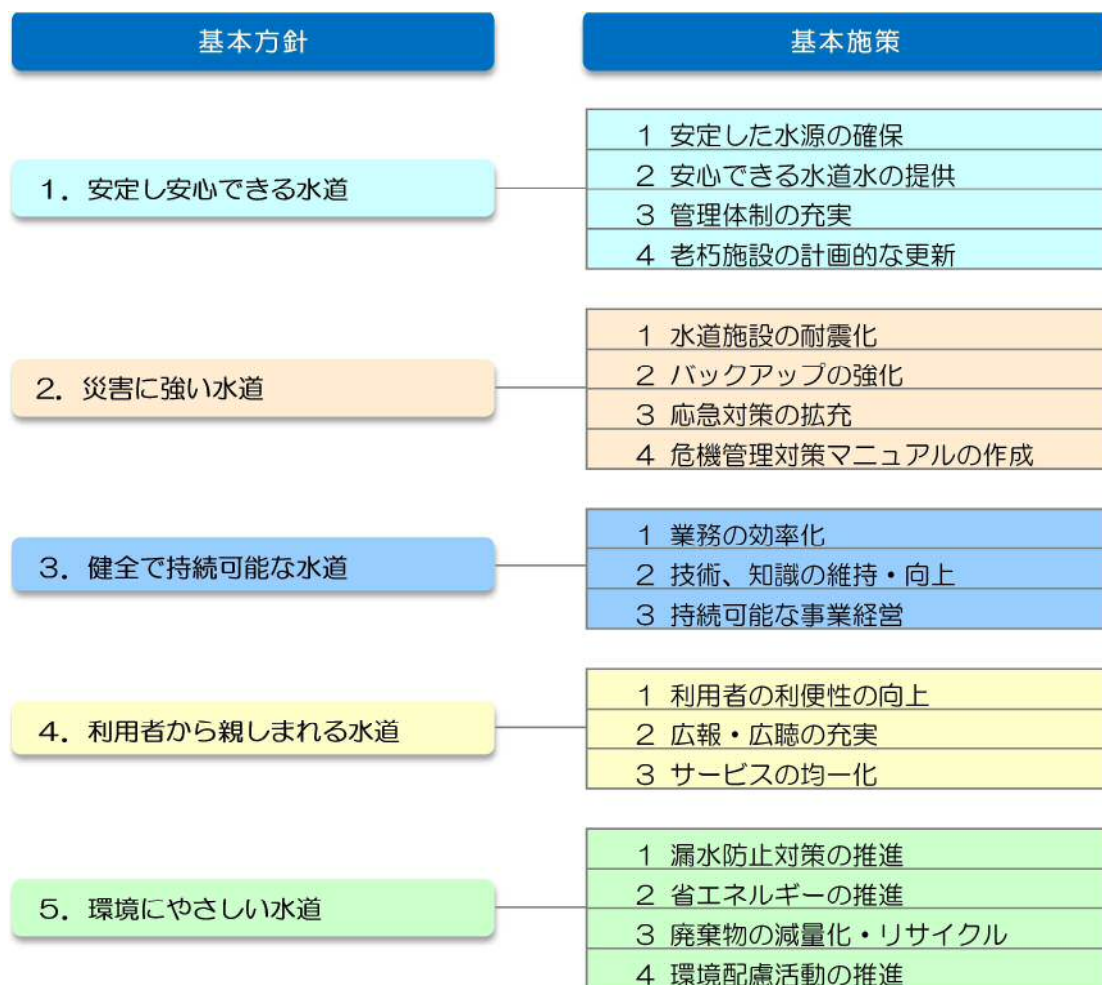 基本方針
基本施策
1．安定し安心できる水道
1 安定した水源の確保
2 安心できる水道水の提供
3 管理体制の充実
4 老朽施設の計画的な更新
2．災害に強い水道
1 水道施設の耐震化
2 バックアップの強化
3 応急対策の拡充
4 危機管理対策マニュアルの作成
3．健全で持続可能な水道
1 業務の効率化
2 技術、知識の維持・向上
3 持続可能な事業経営
4．利用者から親しまれる水道
1 利用者の利便性の向上
2 広報・広聴の充実
3 サービスの均一化
5．環境にやさしい水道
1 漏水防止対策の推進
2 省エネルギーの推進
3 廃棄物の減量化・リサイクル
4 環境配慮活動の推進